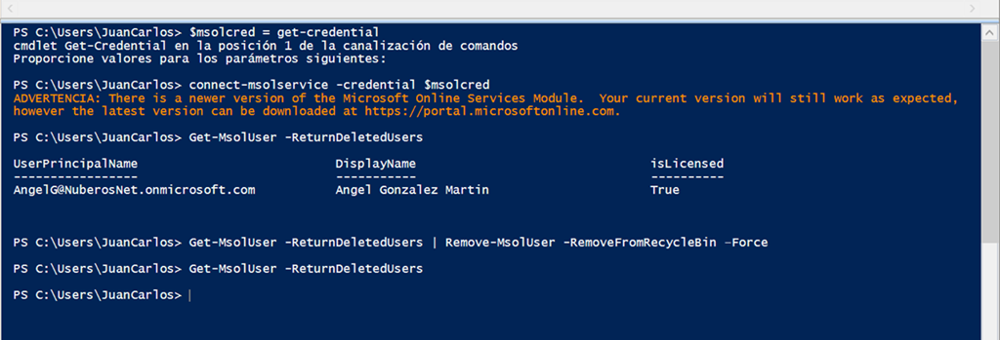 PS C:\Users\JuanCarlos> $msolcred = get-credential
cmdlet Get-Credential en la posición 1 de la canalización de comandos
Proporcione valores para los parámetros siguientes:
PS C:\Users\JuanCarlos> connect-msolservice -credential $msolcred
ADVERTENCIA: There is a newer version of the Microsoft Online Services Module.  Your current version will still work as expected,
however the latest version can be downloaded at https://portal.microsoftonline.com.
PS C:\Users\JuanCarlos> Get-MsolUser -ReturnDeletedUsers
UserPrincipalName DisplayName isLicensed
----------------- ----------- ----------
AngelG@NuberosNet.onmicrosoft.com Angel Gonzalez Martin True
PS C:\Users\JuanCarlos> Get-MsolUser -ReturnDeletedUsers | Remove-MsolUser -RemoveFromRecycleBin –Force
PS C:\Users\JuanCarlos> Get-MsolUser -ReturnDeletedUsers
PS C:\Users\JuanCarlos>